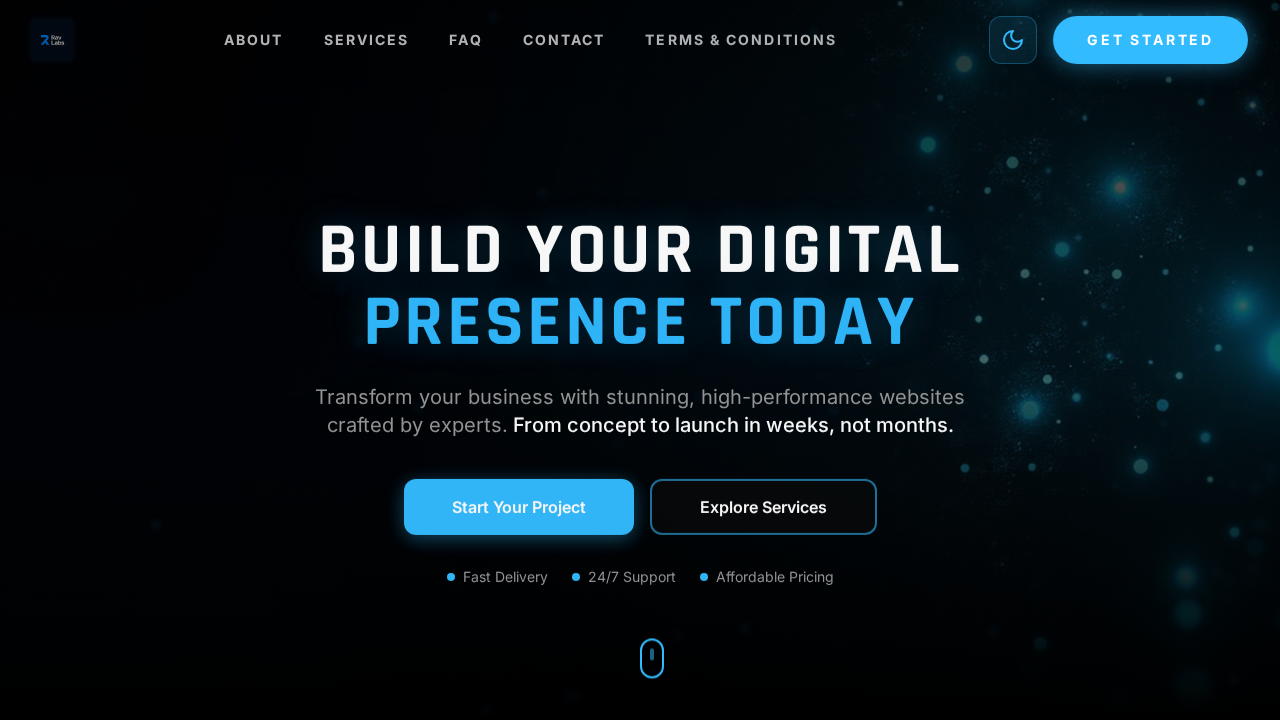 Ray
Labs
ABOUT
SERVICES
FAQ
CONTACT
TERMS & CONDITIONS
GET STARTED
BUILD YOUR DIGITAL
PRESENCE TODAY
Transform your business with stunning, high-performance websites
crafted by experts. From concept to launch in weeks, not months.
Start Your Project
Explore Services
Fast Delivery
24/7 Support
Affordable Pricing